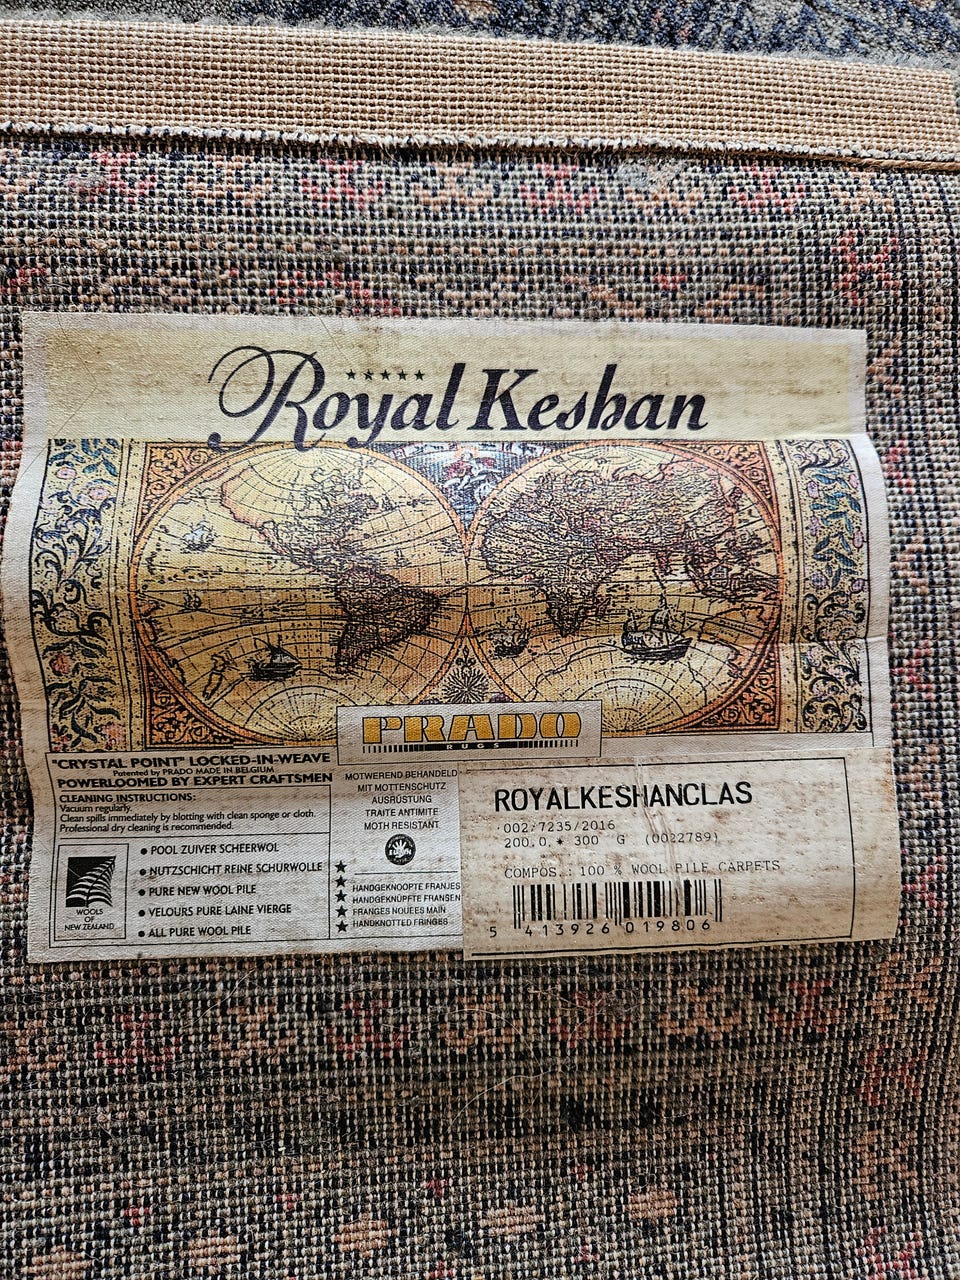 ★★★★★
Royal Keshan
PRADO
RUGS
"CRYSTAL POINT" LOCKED-IN-WEAVE
Patented by PRADO MADE IN BELGIUM
POWERLOOMED BY EXPERT CRAFTSMEN
CLEANING INSTRUCTIONS:
Vacuum regularly.
Clean spills immediately by blotting with clean sponge or cloth.
Professional dry cleaning is recommended.
WOOLS
OF
NEW ZEALAND
● POOL ZUIVER SCHEERWOL
● NUTZSCHICHT REINE SCHURWOLLE
● PURE NEW WOOL PILE
● VELOURS PURE LAINE VIERGE
● ALL PURE WOOL PILE
MOTWEREND BEHANDELD
MIT MOTTENSCHUTZ
AUSRÜSTUNG
TRAITE ANTIMITE
MOTH RESISTANT
★
★ HANDGEKNOOPTE FRANJES
★ HANDGEKNÜPFTE FRANSEN
★ FRANGES NOUEES MAIN
★ HANDKNOTTED FRINGES
ROYALKESHANCLAS
002.7235/2016
200.0.* 300 G (0022789)
COMPOS.: 100 % WOOL PILE CARPETS
5 413926 019806